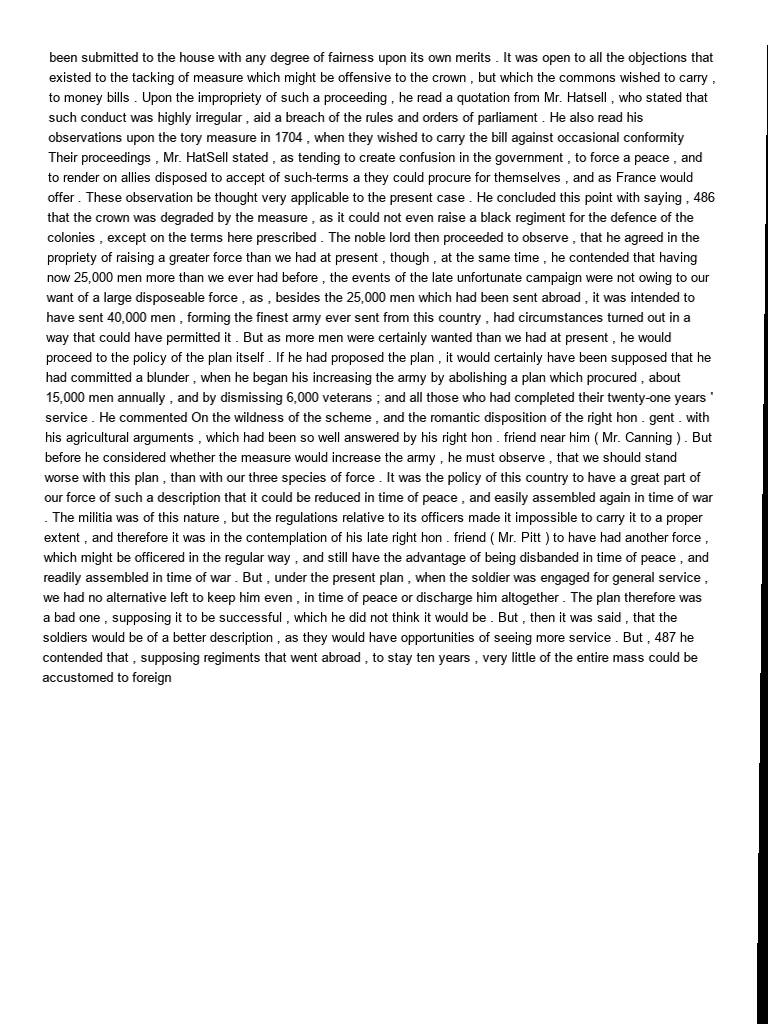 been submitted to the house with any degree of fairness upon its own merits . It was open to all the objections that
existed to the tacking of measure which might be offensive to the crown , but which the commons wished to carry ,
to money bills . Upon the impropriety of such a proceeding , he read a quotation from Mr. Hatsell , who stated that
such conduct was highly irregular , aid a breach of the rules and orders of parliament . He also read his
observations upon the tory measure in 1704 , when they wished to carry the bill against occasional conformity
Their proceedings , Mr. HatSell stated , as tending to create confusion in the government , to force a peace , and
to render on allies disposed to accept of such-terms a they could procure for themselves , and as France would
offer . These observation be thought very applicable to the present case . He concluded this point with saying , 486
that the crown was degraded by the measure , as it could not even raise a black regiment for the defence of the
colonies , except on the terms here prescribed . The noble lord then proceeded to observe , that he agreed in the
propriety of raising a greater force than we had at present , though , at the same time , he contended that having
now 25,000 men more than we ever had before , the events of the late unfortunate campaign were not owing to our
want of a large disposeable force , as , besides the 25,000 men which had been sent abroad , it was intended to
have sent 40,000 men , forming the finest army ever sent from this country , had circumstances turned out in a
way that could have permitted it . But as more men were certainly wanted than we had at present , he would
proceed to the policy of the plan itself . If he had proposed the plan , it would certainly have been supposed that he
had committed a blunder , when he began his increasing the army by abolishing a plan which procured , about
15,000 men annually , and by dismissing 6,000 veterans ; and all those who had completed their twenty-one years '
service . He commented On the wildness of the scheme , and the romantic disposition of the right hon . gent . with
his agricultural arguments , which had been so well answered by his right hon . friend near him ( Mr. Canning ) . But
before he considered whether the measure would increase the army , he must observe , that we should stand
worse with this plan , than with our three species of force . It was the policy of this country to have a great part of
our force of such a description that it could be reduced in time of peace , and easily assembled again in time of war
. The militia was of this nature , but the regulations relative to its officers made it impossible to carry it to a proper
extent , and therefore it was in the contemplation of his late right hon . friend ( Mr. Pitt ) to have had another force ,
which might be officered in the regular way , and still have the advantage of being disbanded in time of peace , and
readily assembled in time of war . But , under the present plan , when the soldier was engaged for general service ,
we had no alternative left to keep him even , in time of peace or discharge him altogether . The plan therefore was
a bad one , supposing it to be successful , which he did not think it would be . But , then it was said , that the
soldiers would be of a better description , as they would have opportunities of seeing more service . But , 487 he
contended that , supposing regiments that went abroad , to stay ten years , very little of the entire mass could be
accustomed to foreign